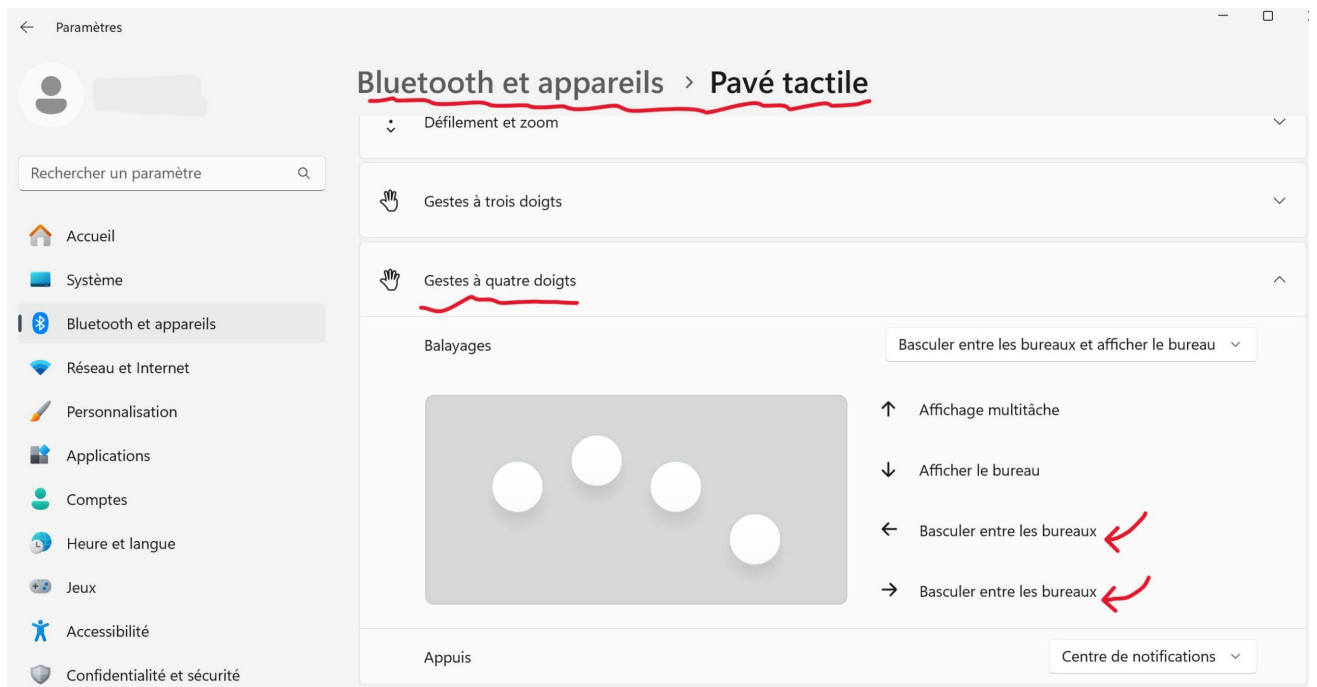 Paramètres
Bluetooth et appareils > Pavé tactile
Rechercher un paramètre
Accueil
Système
Bluetooth et appareils
Réseau et Internet
Personnalisation
Applications
Comptes
Heure et langue
Jeux
Accessibilité
Confidentialité et sécurité
Défilement et zoom
Gestes à trois doigts
Gestes à quatre doigts
Balayages
Basculer entre les bureaux et afficher le bureau
↑ Affichage multitâche
↓ Afficher le bureau
← Basculer entre les bureaux
→ Basculer entre les bureaux
Appuis
Centre de notifications